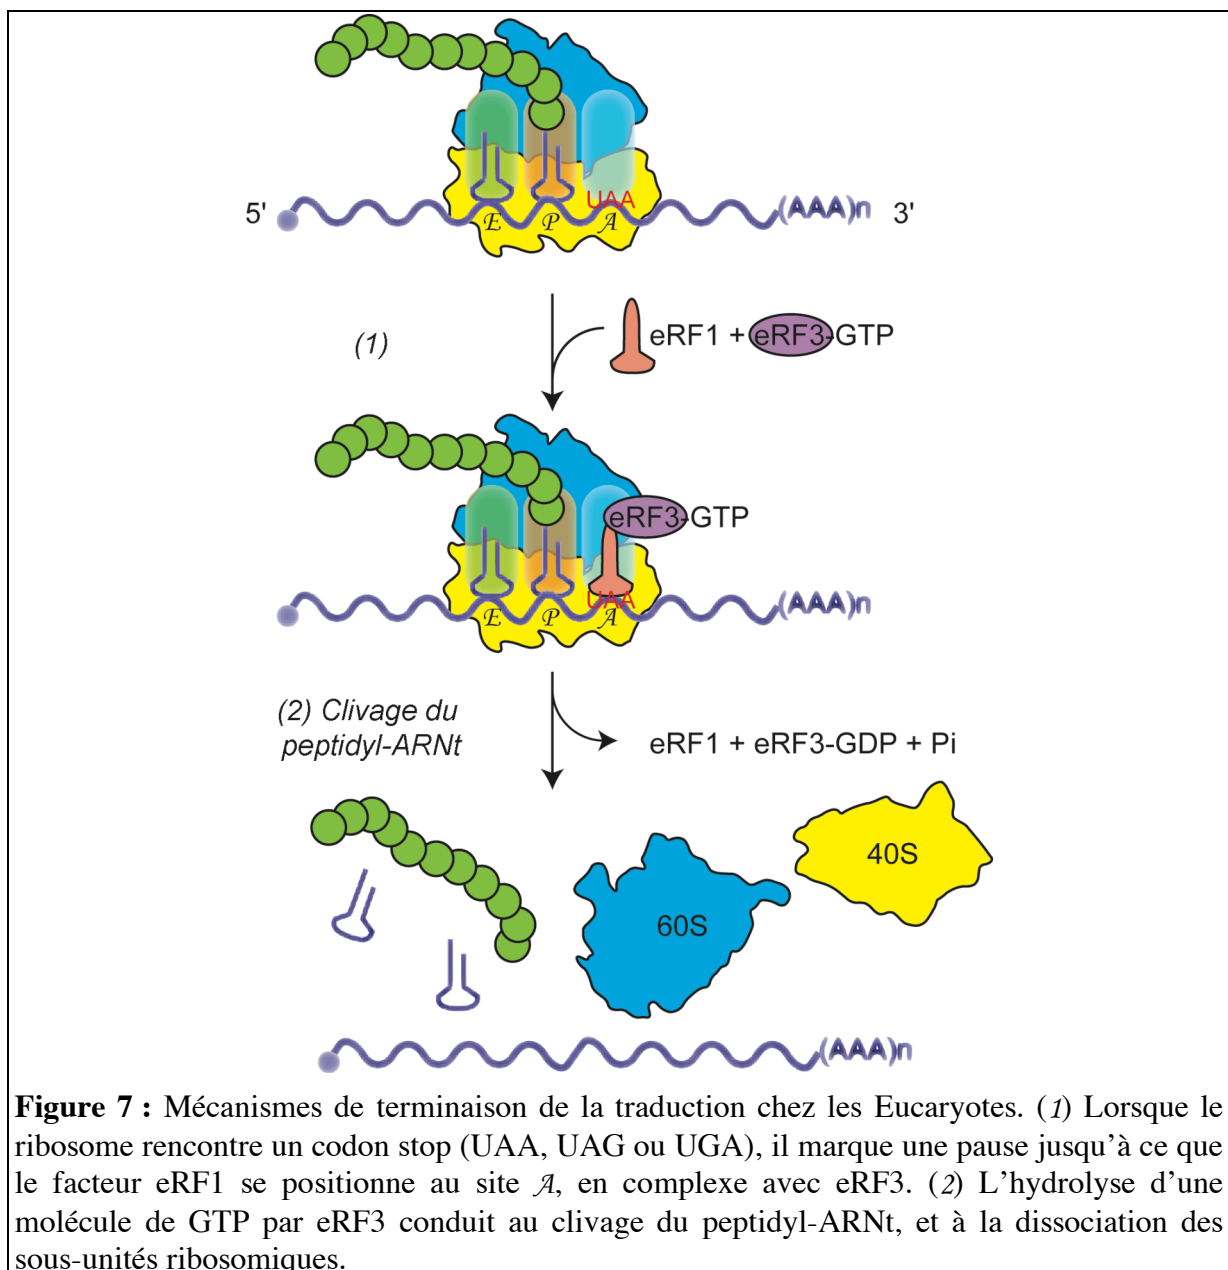 UAA
5'
E P A
(AAA)n
3'
(1)
eRF1 + eRF3-GTP
eRF3-GTP
UAA
E P A
(AAA)n
(2) Clivage du
peptidyl-ARNt
eRF1 + eRF3-GDP + Pi
40S
60S
(AAA)n
Figure 7 : Mécanismes de terminaison de la traduction chez les Eucaryotes. (1) Lorsque le
ribosome rencontre un codon stop (UAA, UAG ou UGA), il marque une pause jusqu’à ce que
le facteur eRF1 se positionne au site A, en complexe avec eRF3. (2) L’hydrolyse d’une
molécule de GTP par eRF3 conduit au clivage du peptidyl-ARNt, et à la dissociation des
sous-unités ribosomiques.